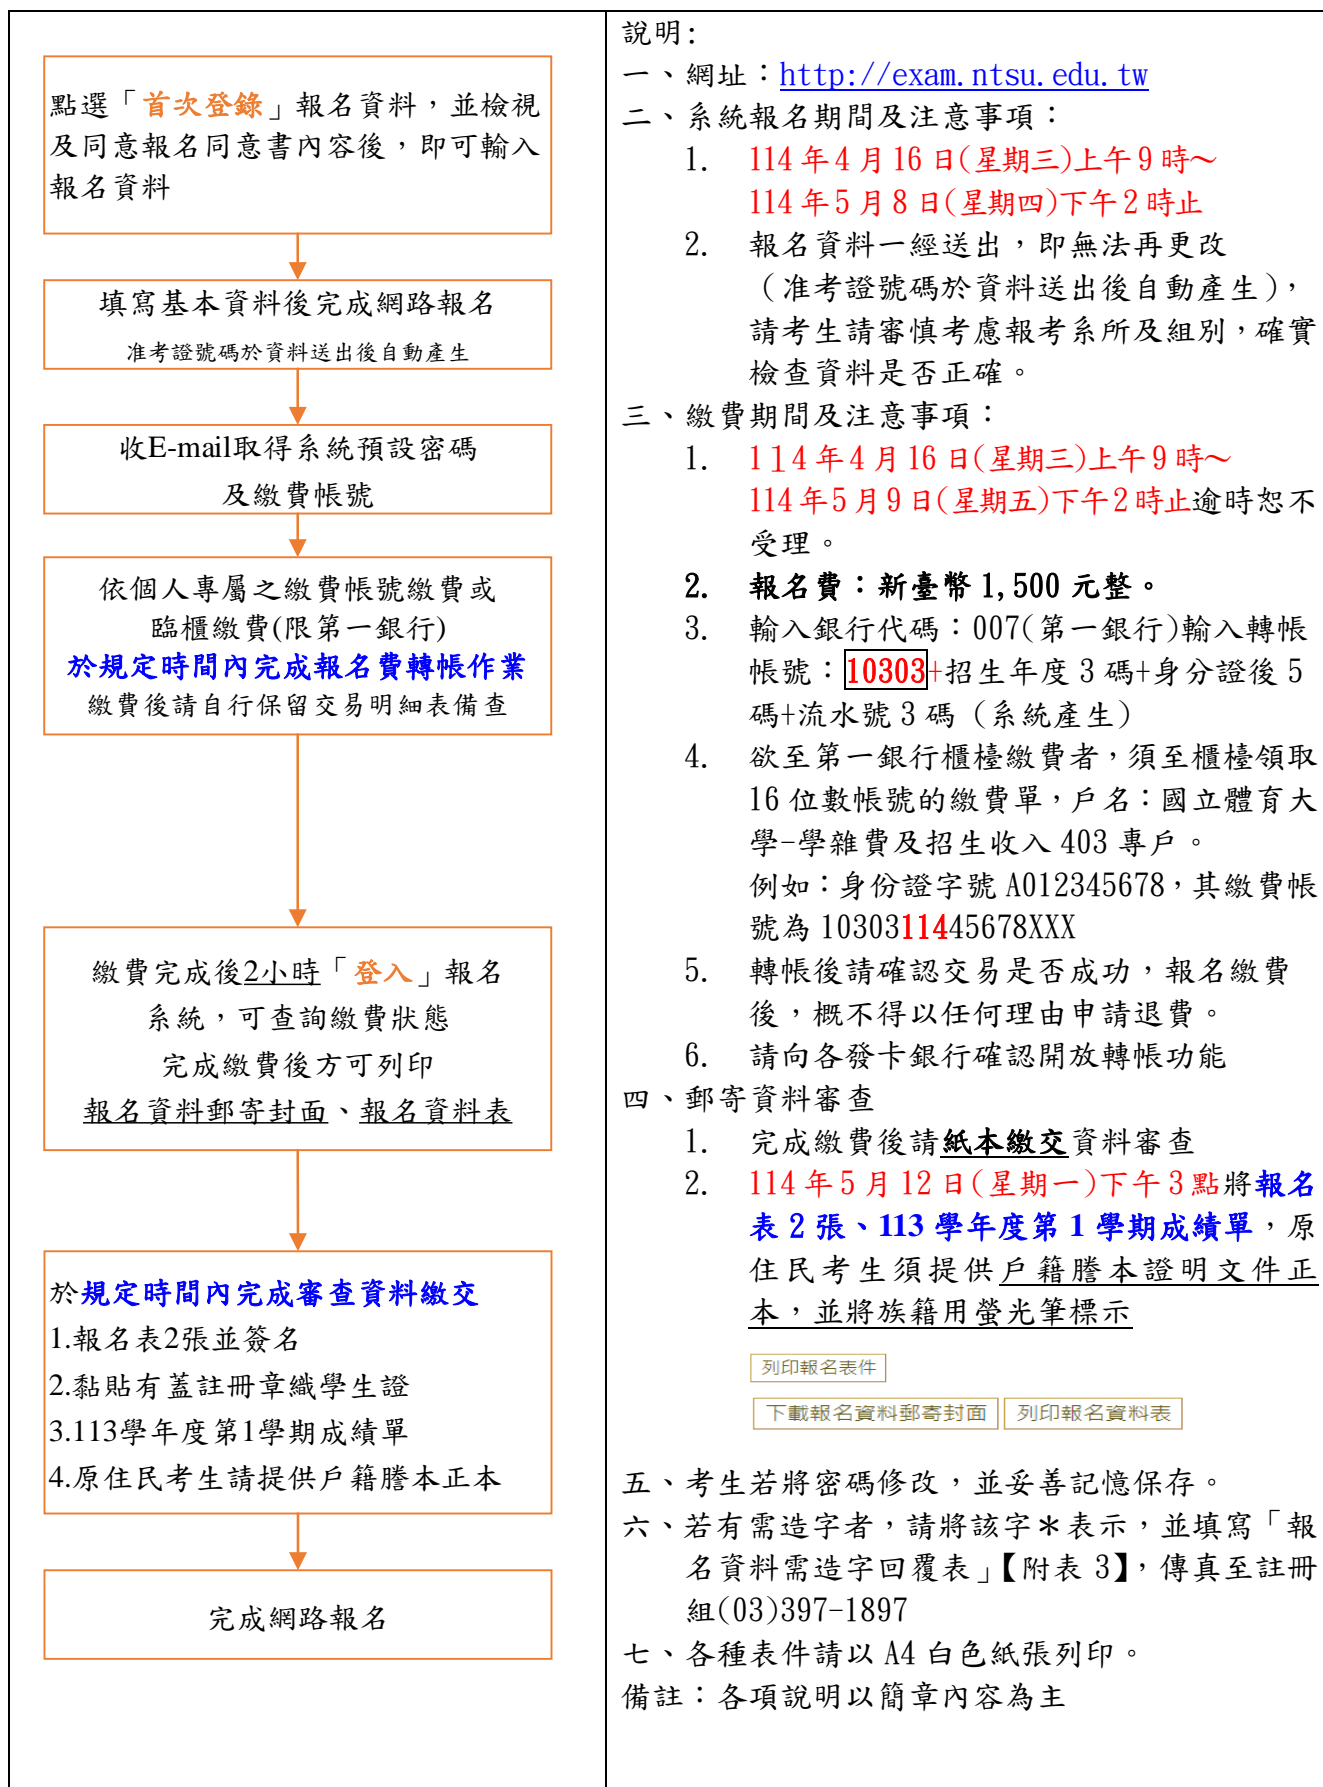 點選「首次登錄」報名資料，並檢視
及同意報名同意書內容後，即可輸入
報名資料
填寫基本資料後完成網路報名
准考證號碼於資料送出後自動產生
收E-mail取得系統預設密碼
及繳費帳號
依個人專屬之繳費帳號繳費或
臨櫃繳費(限第一銀行)
於規定時間內完成報名費轉帳作業
繳費後請自行保留交易明細表備查
繳費完成後2小時「登入」報名
系統，可查詢繳費狀態
完成繳費後方可列印
報名資料郵寄封面、報名資料表
於規定時間內完成審查資料繳交
1.報名表2張並簽名
2.黏貼有蓋註冊章織學生證
3.113學年度第1學期成績單
4.原住民考生請提供戶籍謄本正本
完成網路報名
說明:
一、網址：http://exam.ntsu.edu.tw
二、系統報名期間及注意事項：
1. 114年4月16日(星期三)上午9時～
114年5月8日(星期四)下午2時止
2. 報名資料一經送出，即無法再更改
（准考證號碼於資料送出後自動產生），
請考生請審慎考慮報考系所及組別，確實
檢查資料是否正確。
三、繳費期間及注意事項：
1. 114年4月16日(星期三)上午9時～
114年5月9日(星期五)下午2時止逾時恕不
受理。
2. 報名費：新臺幣1,500元整。
3. 輸入銀行代碼：007(第一銀行)輸入轉帳
帳號：10303+招生年度3碼+身分證後5
碼+流水號3碼（系統產生）
4. 欲至第一銀行櫃檯繳費者，須至櫃檯領取
16位數帳號的繳費單，戶名：國立體育大
學-學雜費及招生收入403專戶。
例如：身份證字號A012345678，其繳費帳
號為1030311445678XXX
5. 轉帳後請確認交易是否成功，報名繳費
後，概不得以任何理由申請退費。
6. 請向各發卡銀行確認開放轉帳功能
四、郵寄資料審查
1. 完成繳費後請紙本繳交資料審查
2. 114年5月12日(星期一)下午3點將報名
表2張、113學年度第1學期成績單，原
住民考生須提供戶籍謄本證明文件正
本，並將族籍用螢光筆標示
列印報名表件
下載報名資料郵寄封面 列印報名資料表
五、考生若將密碼修改，並妥善記憶保存。
六、若有需造字者，請將該字＊表示，並填寫「報
名資料需造字回覆表」【附表3】，傳真至註冊
組(03)397-1897
七、各種表件請以A4白色紙張列印。
備註：各項說明以簡章內容為主